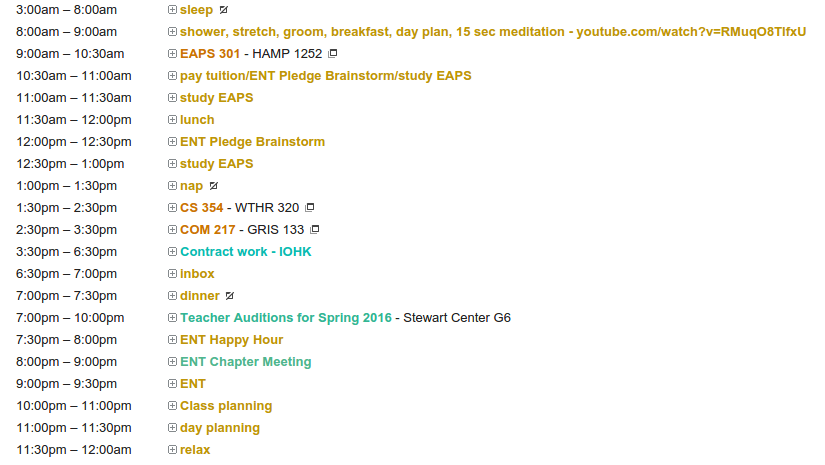 3:00am – 8:00am sleep
8:00am – 9:00am shower, stretch, groom, breakfast, day plan, 15 sec meditation - youtube.com/watch?v=RMuqO8TIfxU
9:00am – 10:30am EAPS 301 - HAMP 1252
10:30am – 11:00am pay tuition/ENT Pledge Brainstorm/study EAPS
11:00am – 11:30am study EAPS
11:30am – 12:00pm lunch
12:00pm – 12:30pm ENT Pledge Brainstorm
12:30pm – 1:00pm study EAPS
1:00pm – 1:30pm nap
1:30pm – 2:30pm CS 354 - WTHR 320
2:30pm – 3:30pm COM 217 - GRIS 133
3:30pm – 6:30pm Contract work - IOHK
6:30pm – 7:00pm inbox
7:00pm – 7:30pm dinner
7:00pm – 10:00pm Teacher Auditions for Spring 2016 - Stewart Center G6
7:30pm – 8:00pm ENT Happy Hour
8:00pm – 9:00pm ENT Chapter Meeting
9:00pm – 9:30pm ENT
10:00pm – 11:00pm Class planning
11:00pm – 11:30pm day planning
11:30pm – 12:00am relax